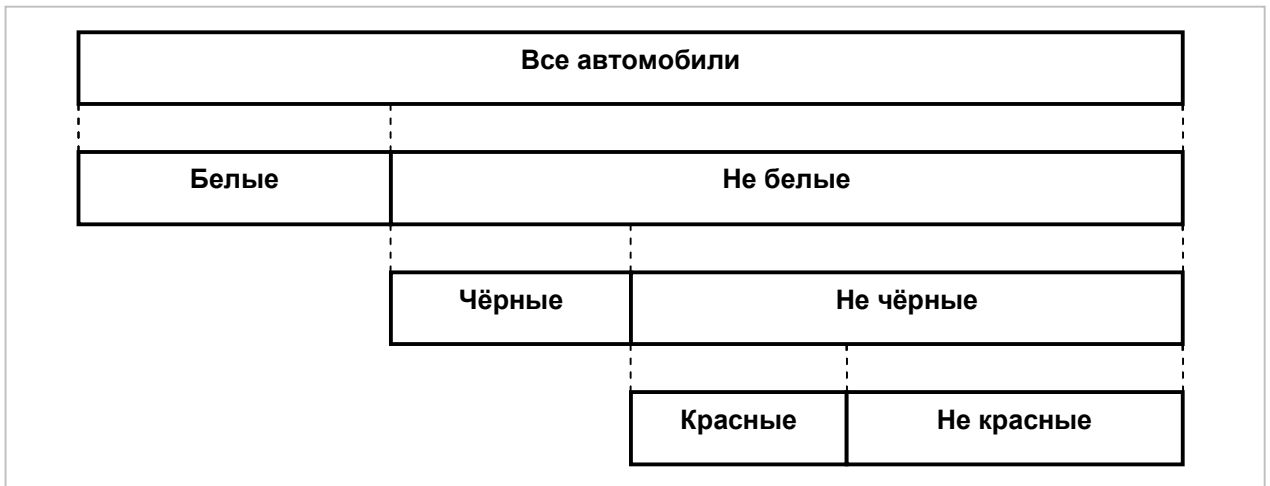 Все автомобили
Белые
Не белые
Чёрные
Не чёрные
Красные
Не красные